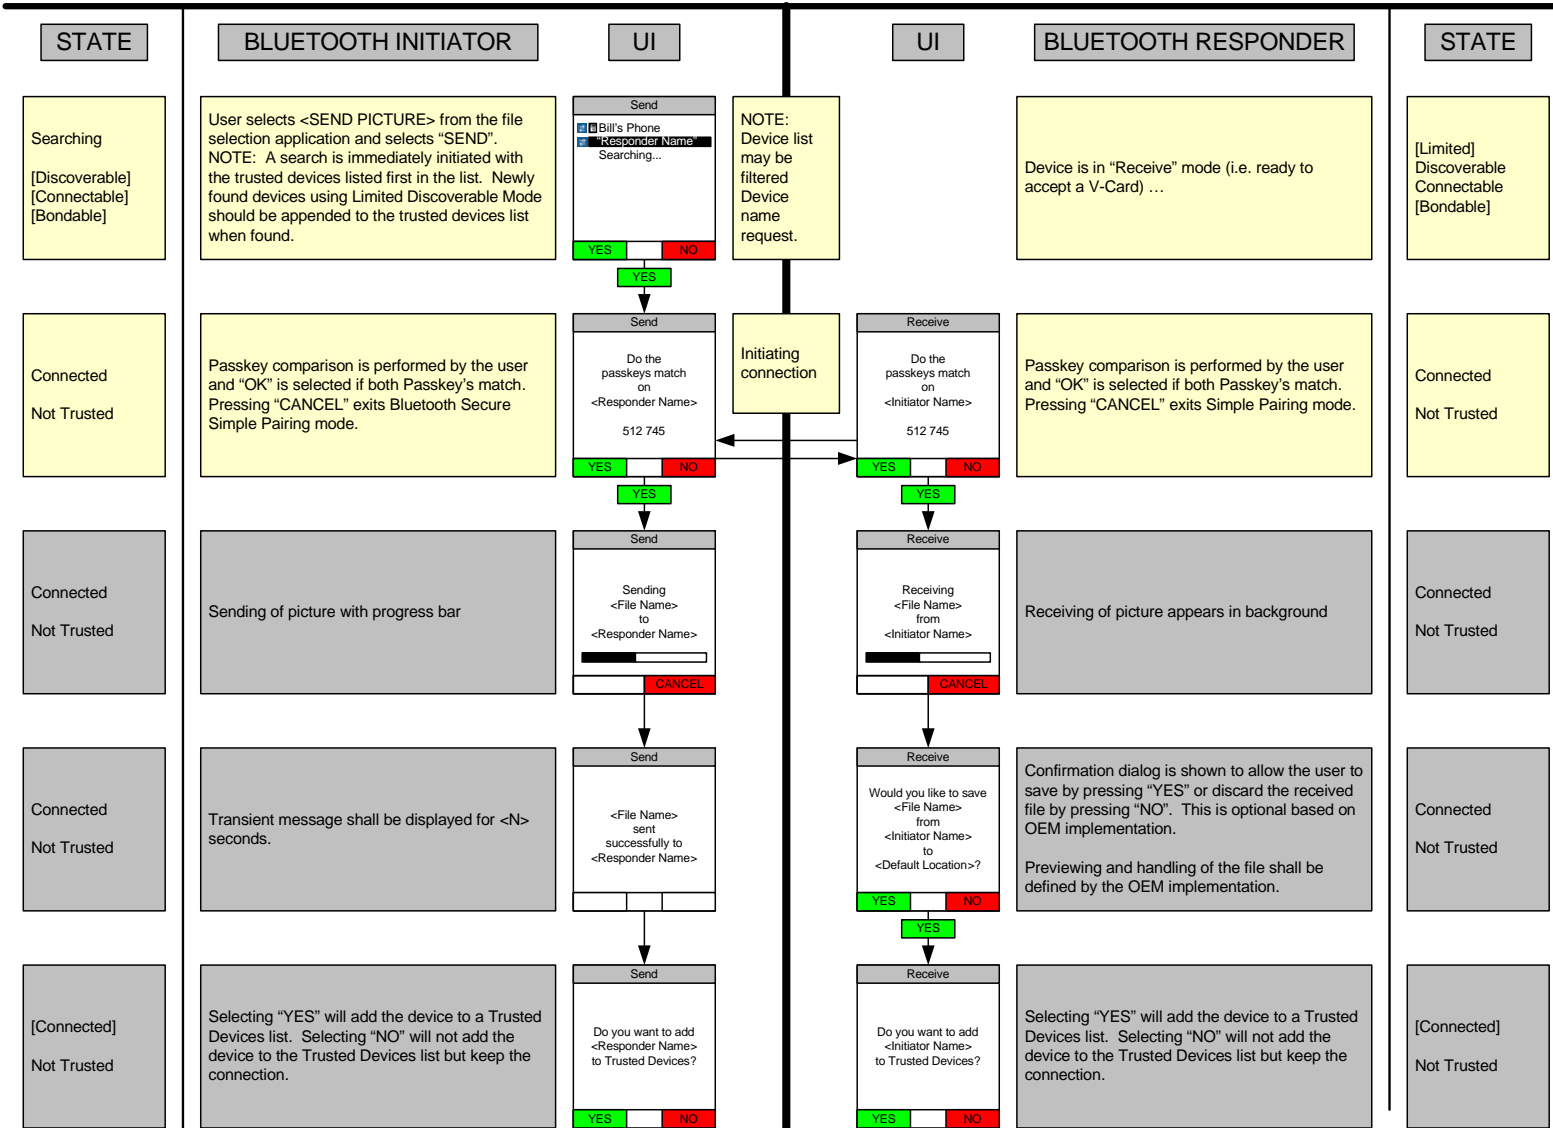 STATE
BLUETOOTH INITIATOR
UI
UI
BLUETOOTH RESPONDER
STATE
Searching
[Discoverable]
[Connectable]
[Bondable]
User selects <SEND PICTURE> from the file
selection application and selects “SEND”.
NOTE: A search is immediately initiated with
the trusted devices listed first in the list. Newly
found devices using Limited Discoverable Mode
should be appended to the trusted devices list
when found.
Send
Bill's Phone
"Responder Name"
Searching...
YES
NO
NOTE:
Device list
may be
filtered
Device
name
request.
Device is in “Receive” mode (i.e. ready to
accept a V-Card) …
[Limited]
Discoverable
Connectable
[Bondable]
YES
Connected
Not Trusted
Passkey comparison is performed by the user
and “OK” is selected if both Passkey’s match.
Pressing “CANCEL” exits Bluetooth Secure
Simple Pairing mode.
Send
Do the
passkeys match
on
<Responder Name>
512 745
YES
NO
Initiating
connection
Receive
Do the
passkeys match
on
<Initiator Name>
512 745
YES
NO
Passkey comparison is performed by the user
and “OK” is selected if both Passkey’s match.
Pressing “CANCEL” exits Simple Pairing mode.
Connected
Not Trusted
YES
YES
Connected
Not Trusted
Sending of picture with progress bar
Send
Sending
<File Name>
to
<Responder Name>
CANCEL
Receive
Receiving
<File Name>
from
<Initiator Name>
CANCEL
Receiving of picture appears in background
Connected
Not Trusted
Connected
Not Trusted
Transient message shall be displayed for <N>
seconds.
Send
<File Name>
sent
successfully to
<Responder Name>
Receive
Would you like to save
<File Name>
from
<Initiator Name>
to
<Default Location>?
YES
NO
Confirmation dialog is shown to allow the user to
save by pressing “YES” or discard the received
file by pressing “NO”. This is optional based on
OEM implementation.
Previewing and handling of the file shall be
defined by the OEM implementation.
Connected
Not Trusted
YES
[Connected]
Not Trusted
Selecting “YES” will add the device to a Trusted
Devices list. Selecting “NO” will not add the
device to the Trusted Devices list but keep the
connection.
Send
Do you want to add
<Responder Name>
to Trusted Devices?
YES
NO
Receive
Do you want to add
<Initiator Name>
to Trusted Devices?
YES
NO
Selecting “YES” will add the device to a Trusted
Devices list. Selecting “NO” will not add the
device to the Trusted Devices list but keep the
connection.
[Connected]
Not Trusted